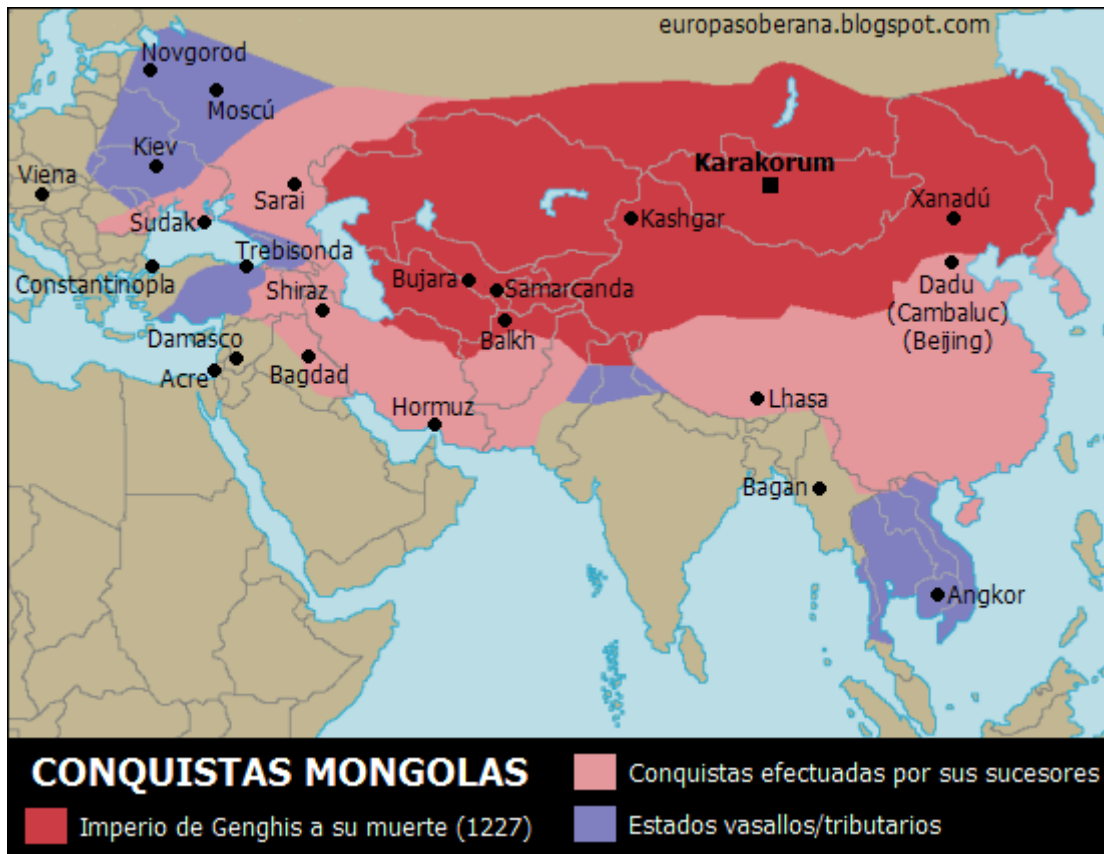 europasoberana.blogspot.com
Novgorod
Moscú
Kiev
Viena
Karakorum
Sarai
Xanadú
Sudak
Kashgar
Trebisonda
Constantinopla
Bujara
Samarcanda
Dadu
(Cambaluc)
(Beijing)
Shiraz
Balkh
Damasco
Acre
Bagdad
Hormuz
Lhasa
Bagan
Angkor
CONQUISTAS MONGOLAS
Imperio de Genghis a su muerte (1227)
Conquistas efectuadas por sus sucesores
Estados vasallos/tributarios